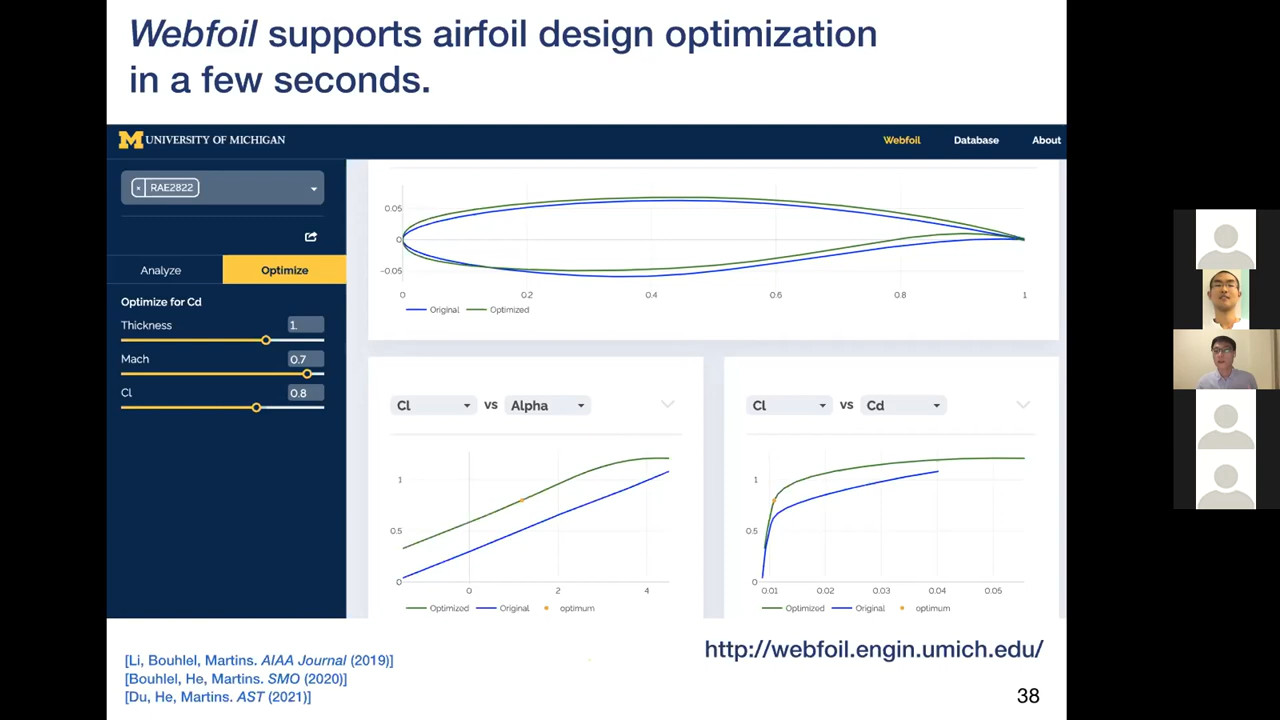 Webfoil supports airfoil design optimization
in a few seconds.
M UNIVERSITY OF MICHIGAN
Webfoil Database About
× RAE2822
Analyze Optimize
Optimize for Cd
Thickness 1.
Mach 0.7
Cl 0.8
0.05
0
−0.05
0 0.2 0.4 0.6 0.8 1
Original Optimized
Cl vs Alpha
1
0.5
0
0 2 4
Optimized Original optimum
Cl vs Cd
1
0.5
0
0.01 0.02 0.03 0.04 0.05
Optimized Original optimum
http://webfoil.engin.umich.edu/
[Li, Bouhlel, Martins. AIAA Journal (2019)]
[Bouhlel, He, Martins. SMO (2020)]
[Du, He, Martins. AST (2021)]
38